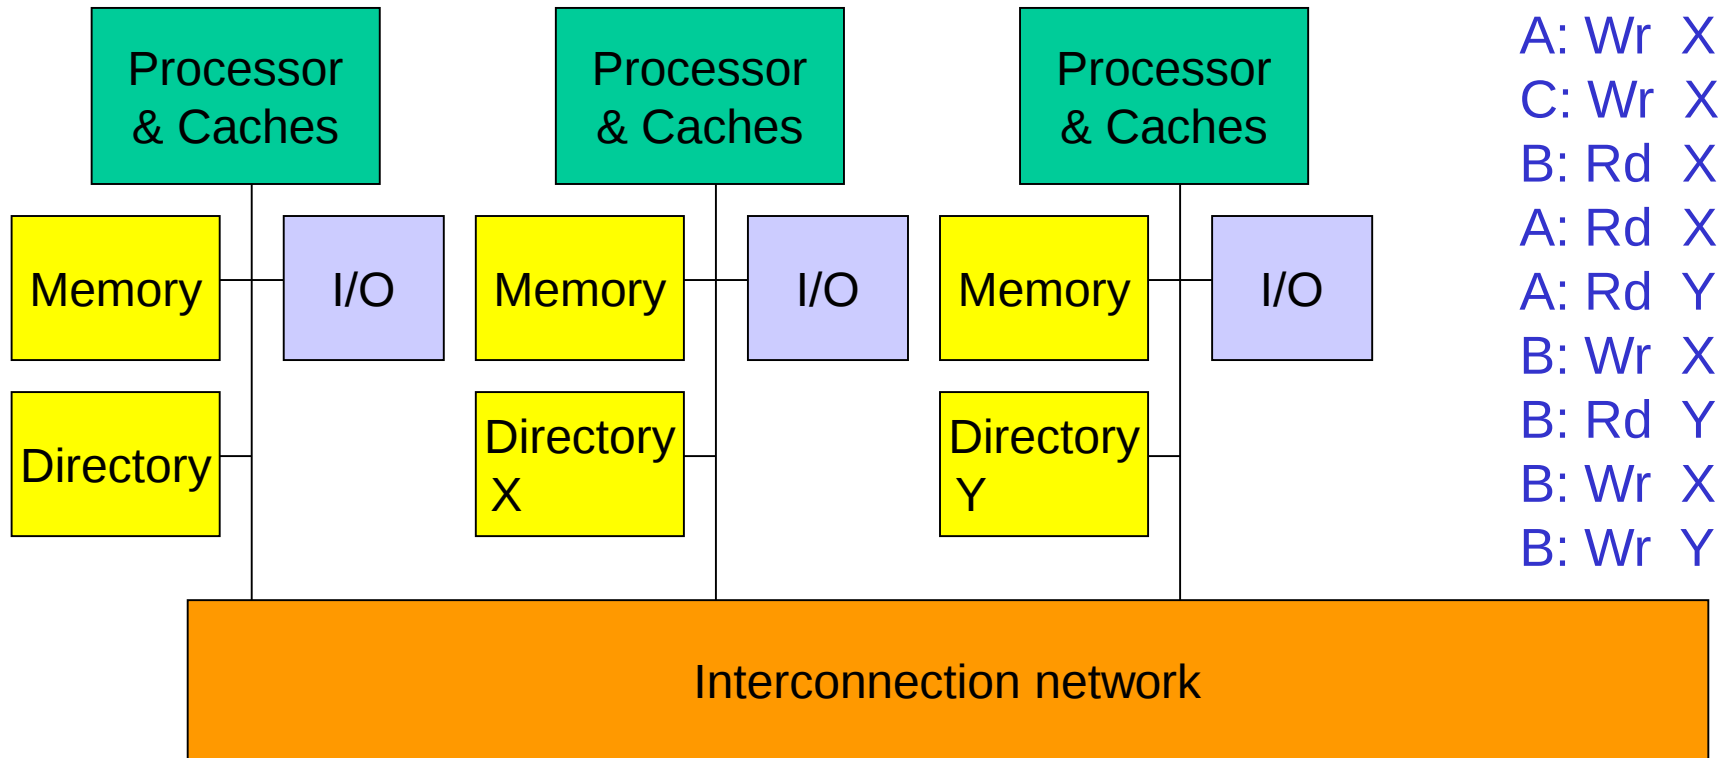 Processor
& Caches
Processor
& Caches
Processor
& Caches
Memory
I/O
Memory
I/O
Memory
I/O
Directory
Directory
X
Directory
Y
Interconnection network
A: Wr X
C: Wr X
B: Rd X
A: Rd X
A: Rd Y
B: Wr X
B: Rd Y
B: Wr X
B: Wr Y